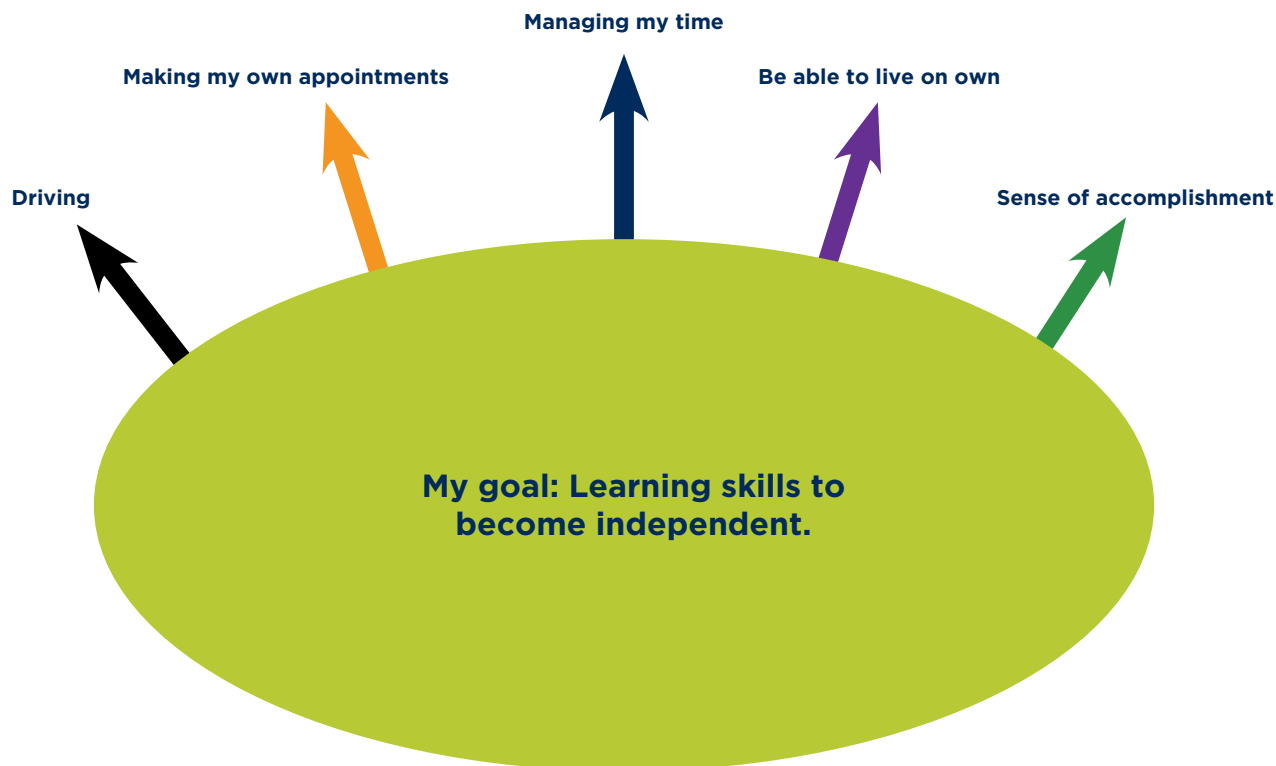 Managing my time
Making my own appointments
Be able to live on own
Driving
Sense of accomplishment
My goal: Learning skills to
become independent.